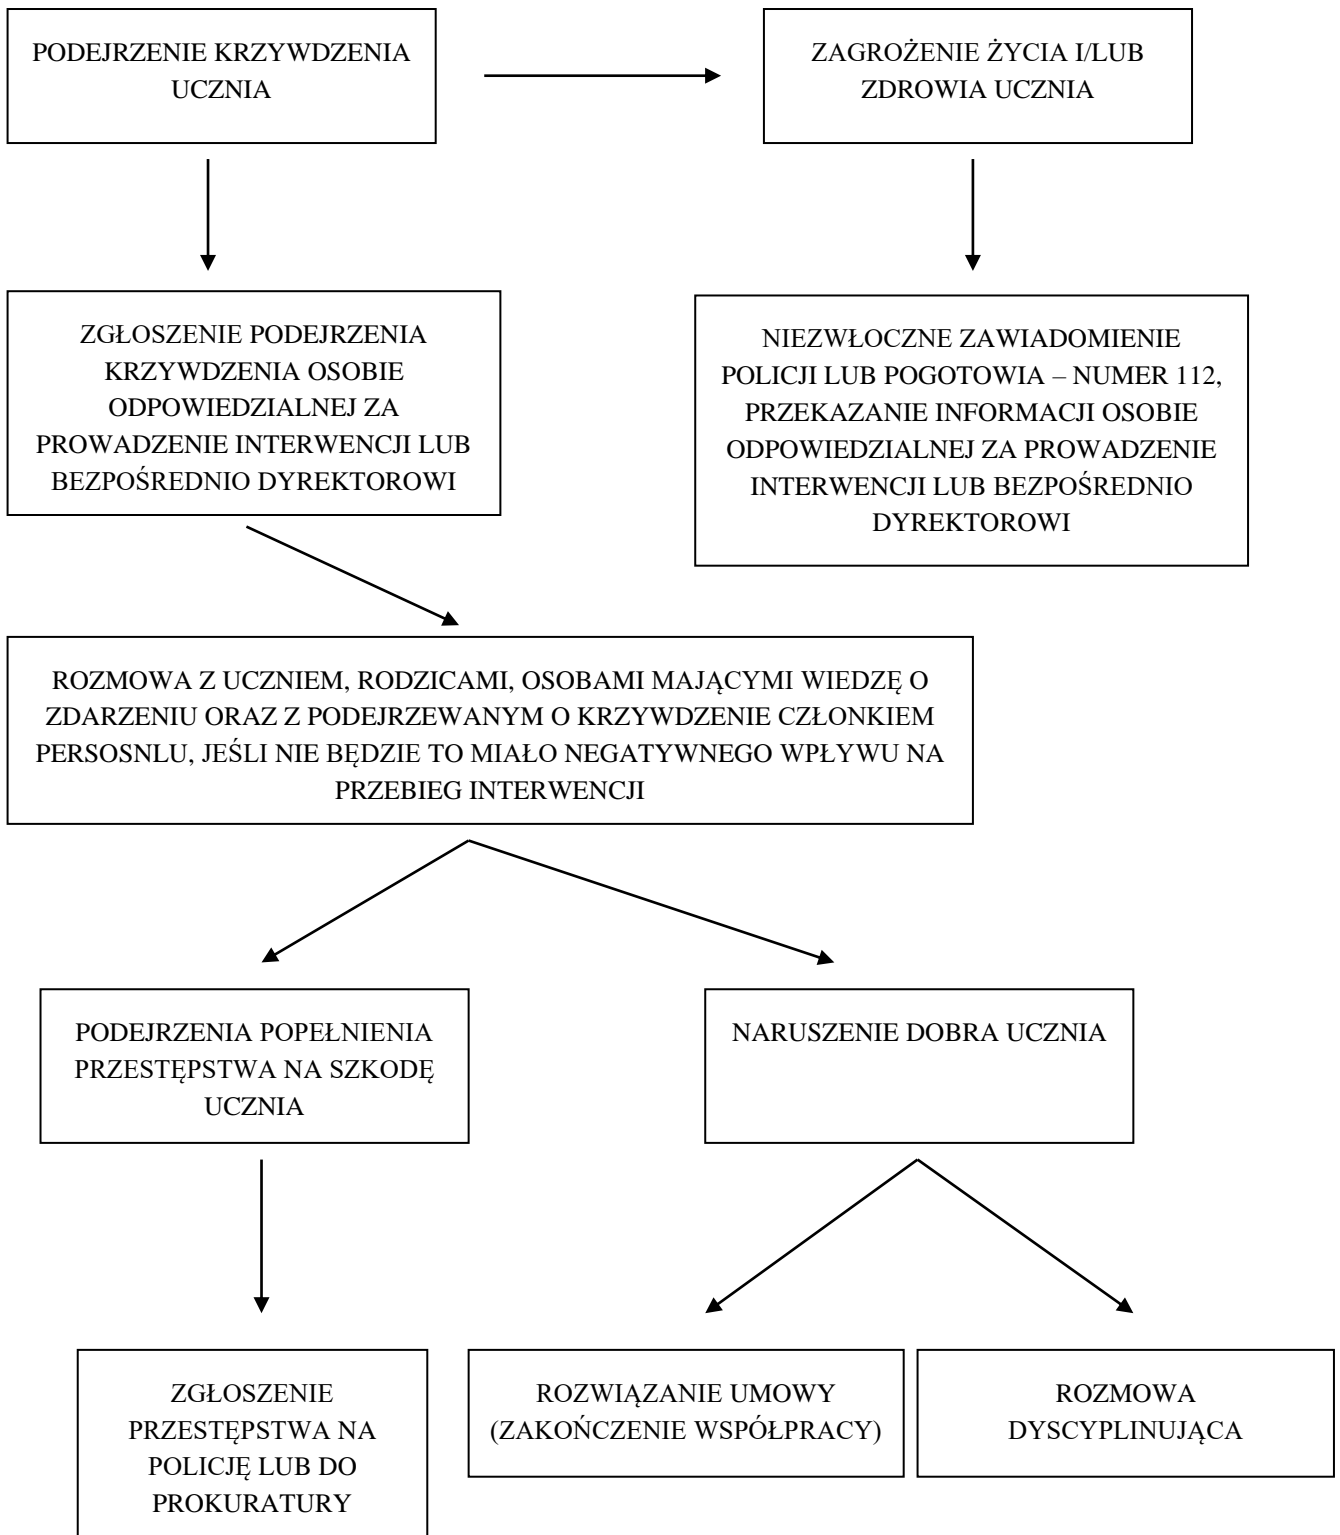 PODEJRZENIE KRZYWDZENIA
UCZNIA
ZAGROŻENIE ŻYCIA I/LUB
ZDROWIA UCZNIA
ZGŁOSZENIE PODEJRZENIA
KRZYWDZENIA OSOBIE
ODPOWIEDZIALNEJ ZA
PROWADZENIE INTERWENCJI LUB
BEZPOŚREDNIO DYREKTOROWI
NIEZWŁOCZNE ZAWIADOMIENIE
POLICJI LUB POGOTOWIA – NUMER 112,
PRZEKAZANIE INFORMACJI OSOBIE
ODPOWIEDZIALNEJ ZA PROWADZENIE
INTERWENCJI LUB BEZPOŚREDNIO
DYREKTOROWI
ROZMOWA Z UCZNIEM, RODZICAMI, OSOBAMI MAJĄCYMI WIEDZĘ O
ZDARZENIU ORAZ Z PODEJRZEWANYM O KRZYWDZENIE CZŁONKIEM
PERSOSNLU, JEŚLI NIE BĘDZIE TO MIAŁO NEGATYWNEGO WPŁYWU NA
PRZEBIEG INTERWENCJI
PODEJRZENIA POPEŁNIENIA
PRZESTĘPSTWA NA SZKODĘ
UCZNIA
NARUSZENIE DOBRA UCZNIA
ZGŁOSZENIE
PRZESTĘPSTWA NA
POLICJĘ LUB DO
PROKURATURY
ROZWIĄZANIE UMOWY
(ZAKOŃCZENIE WSPÓŁPRACY)
ROZMOWA
DYSCYPLINUJĄCA